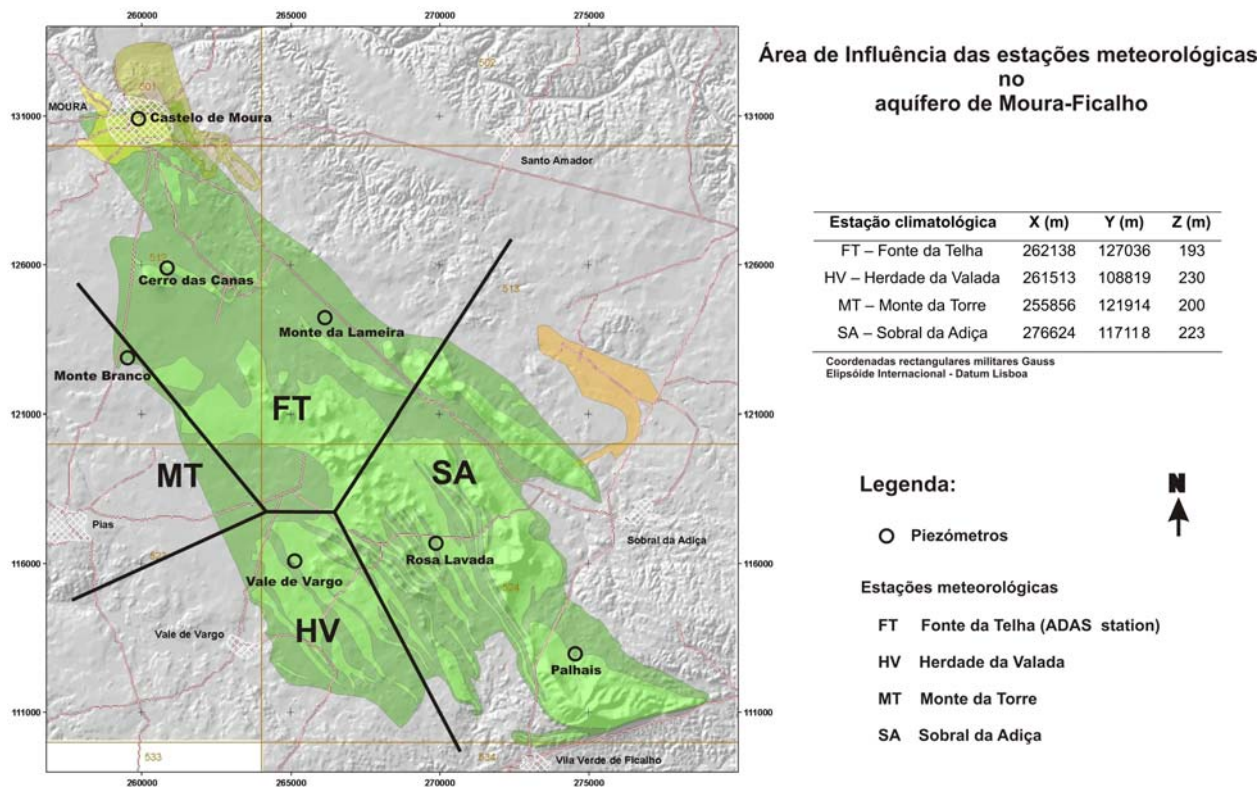 260000 265000 270000 275000
Área de Influência das estações meteorológicas
no
aquífero de Moura-Ficalho
502
501
MOURA
131000 131000
Castelo de Moura
Santo Amador
Estação climatológica X (m) Y (m) Z (m)
FT – Fonte da Telha 262138 127036 193
HV – Herdade da Valada 261513 108819 230
MT – Monte da Torre 255856 121914 200
SA – Sobral da Adiça 276624 117118 223
Coordenadas rectangulares militares Gauss
Elipsóide Internacional - Datum Lisboa
126000 126000
512
Cerro das Canas
513
Monte da Lameira
Monte Branco
121000 121000
FT
MT
SA
Pias
Sobral da Adiça
116000 116000
Rosa Lavada
Vale de Vargo
HV
Vale de Vargo
Palhais
111000 111000
533
534
Vila Verde de Ficalho
260000 265000 270000 275000
Legenda:
N
Piezómetros
Estações meteorológicas
FT Fonte da Telha (ADAS station)
HV Herdade da Valada
MT Monte da Torre
SA Sobral da Adiça